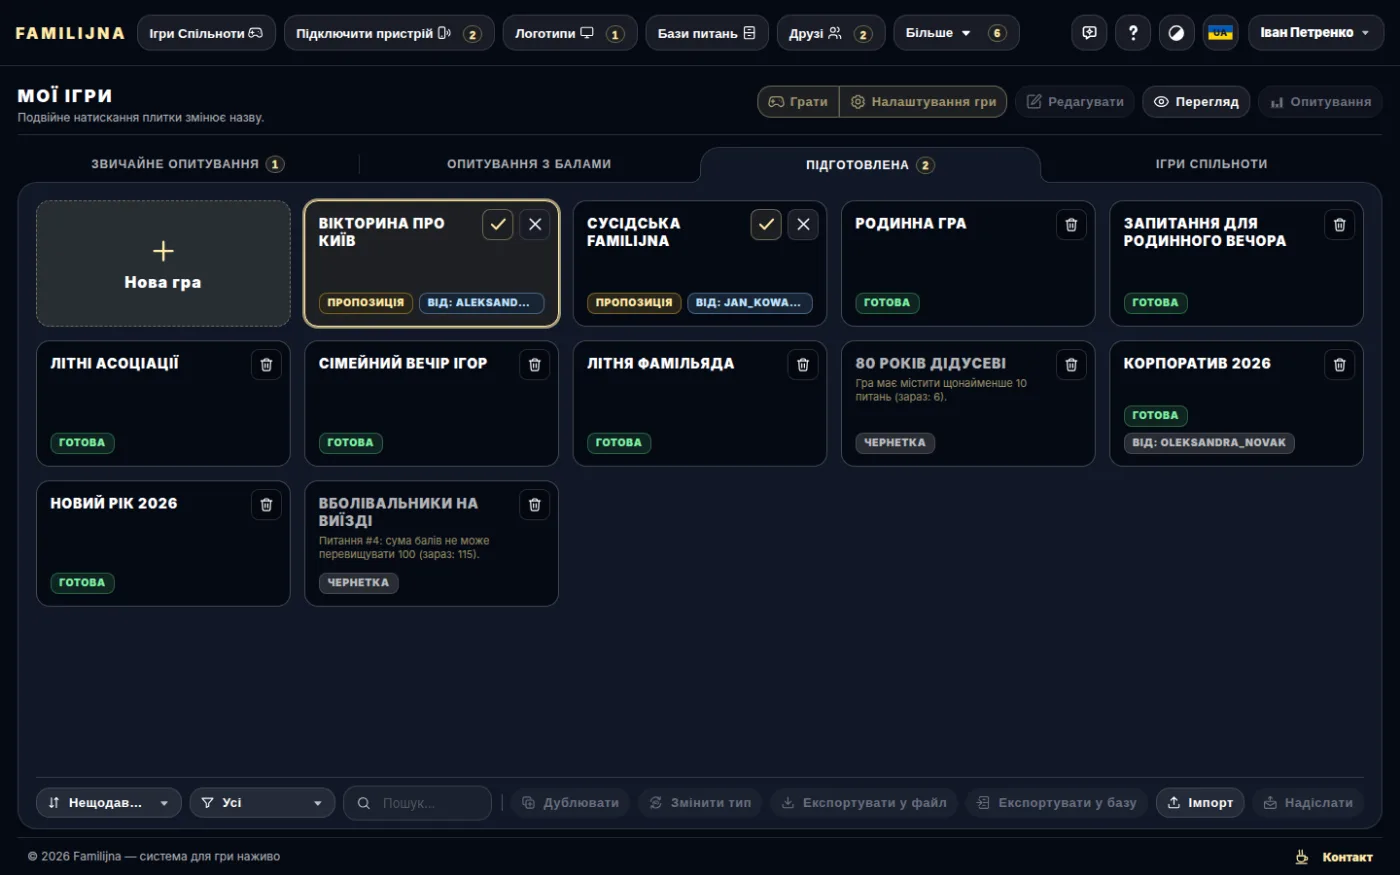 FAMILIJNA
Ігри Спільноти
Підключити пристрій 2
Логотипи 1
Бази питань
Друзі 2
Більше 6
?
UA
Іван Петренко
МОЇ ІГРИ
Подвійне натискання плитки змінює назву.
Грати
Налаштування гри
Редагувати
Перегляд
Опитування
ЗВИЧАЙНЕ ОПИТУВАННЯ 1
ОПИТУВАННЯ З БАЛАМИ
ПІДГОТОВЛЕНА 2
ІГРИ СПІЛЬНОТИ
Нова гра
ВІКТОРИНА ПРО
КИЇВ
ПРОПОЗИЦІЯ
ВІД: ALEKSAND...
СУСІДСЬКА
FAMILIJNA
ПРОПОЗИЦІЯ
ВІД: JAN_KOWA...
РОДИННА ГРА
ГОТОВА
ЗАПИТАННЯ ДЛЯ
РОДИННОГО ВЕЧОРА
ГОТОВА
ЛІТНІ АСОЦІАЦІЇ
ГОТОВА
СІМЕЙНИЙ ВЕЧІР ІГОР
ГОТОВА
ЛІТНЯ ФАМІЛЬЯДА
ГОТОВА
80 РОКІВ ДІДУСЕВІ
Гра має містити щонайменше 10
питань (зараз: 6).
ЧЕРНЕТКА
КОРПОРАТИВ 2026
ГОТОВА
ВІД: OLEKSANDRA_NOVAK
НОВИЙ РІК 2026
ГОТОВА
ВБОЛІВАЛЬНИКИ НА
ВИЇЗДІ
Питання #4: сума балів не може
перевищувати 100 (зараз: 115).
ЧЕРНЕТКА
Нещодав...
Усі
Пошук...
Дублювати
Змінити тип
Експортувати у файл
Експортувати у базу
Імпорт
Надіслати
© 2026 Familijna — система для гри наживо
Контакт